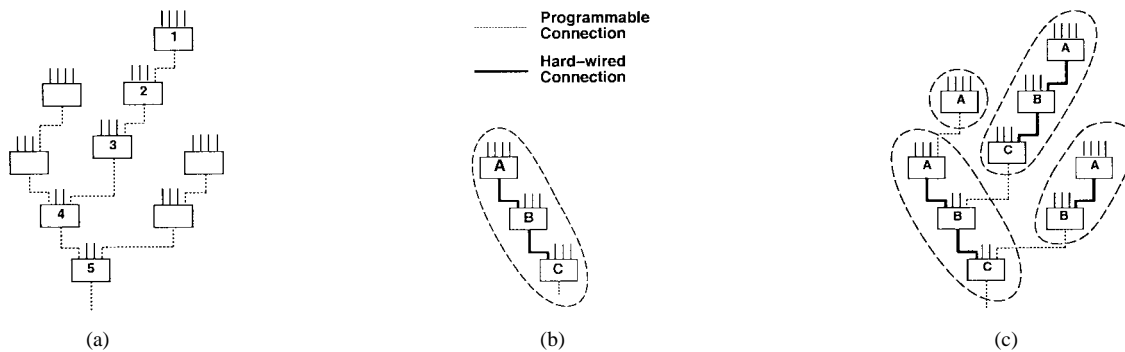 1
2
3
4
5
(a)
Programmable
Connection
Hard-wired
Connection
A
B
C
(b)
A
B
C
A
A
B
C
A
B
(c)